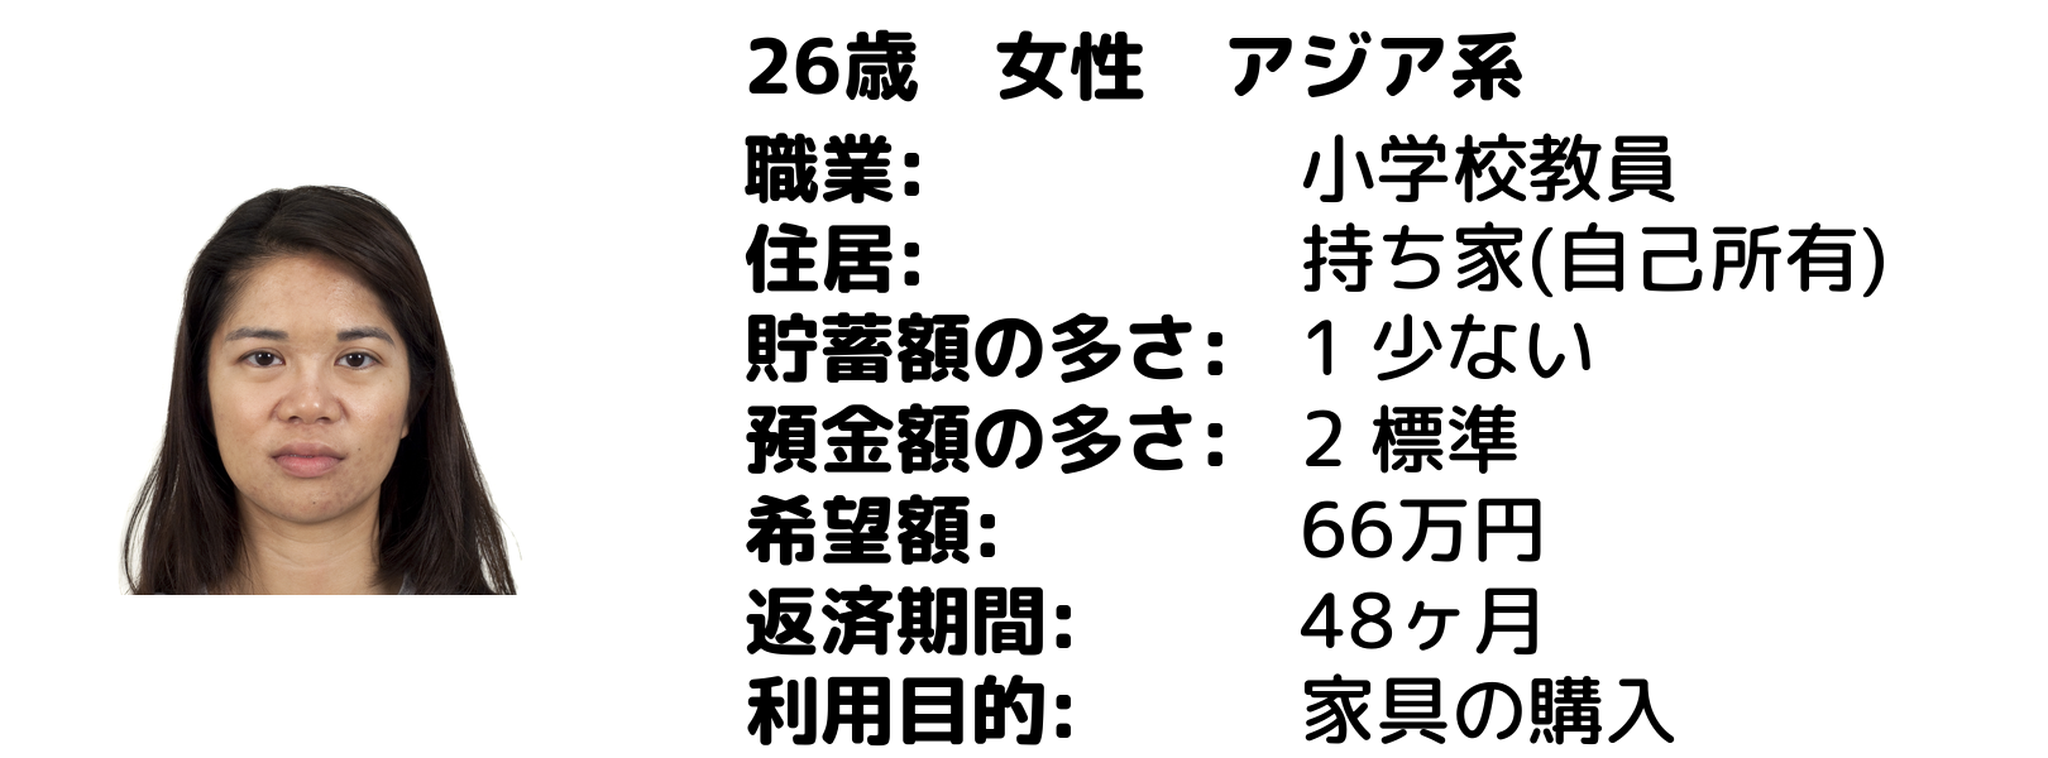 26歳　女性　アジア系
職業: 小学校教員
住居: 持ち家(自己所有)
貯蓄額の多さ: 1 少ない
預金額の多さ: 2 標準
希望額: 66万円
返済期間: 48ヶ月
利用目的: 家具の購入